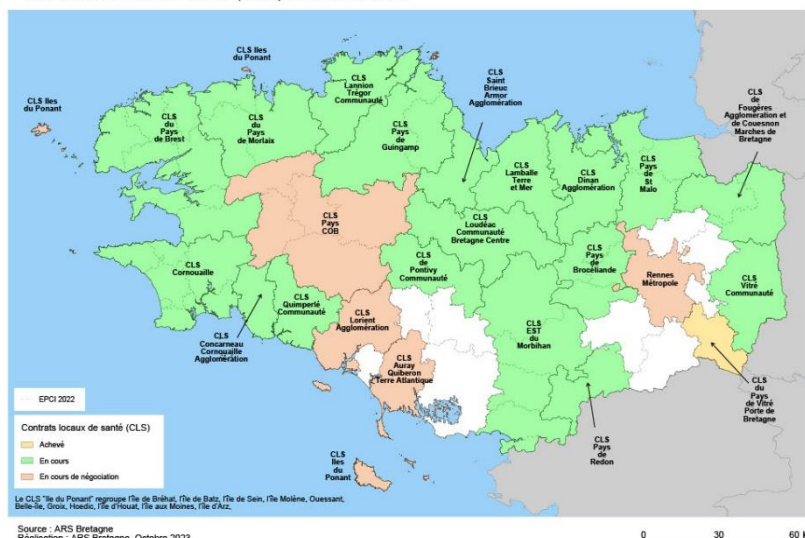 CLS Iles
du Ponant
CLS Iles
du Ponant
CLS
Lannion
Trégor
Communauté
CLS
Saint
Brieuc
Armor
Agglomération
CLS
de
Fougères
Agglomération et
de Couesnon
Marches de
Bretagne
CLS
du
Pays
de Brest
CLS
du
Pays
de Morlaix
CLS
Pays
de
Guingamp
CLS
Lamballe
Terre
et Mer
CLS
Dinan
Agglomération
CLS
Pays
de
St
Malo
CLS
Pays
COB
CLS
Loudéac
Communauté
Bretagne Centre
CLS
Cornouaille
CLS
de
Pontivy
Communauté
CLS
Pays
de
Brocéliande
Rennes
Métropole
CLS
Vitré
Communauté
CLS
Quimperlé
Communauté
CLS
Lorient
Agglomération
CLS
EST
du
Morbihan
CLS
Concarneau
Cornouaille
Agglomération
CLS
Auray
Quiberon
Terre Atlantique
CLS
du
Pays
de Vitré
Porte de
Bretagne
CLS
Pays
de
Redon
CLS
Iles
du
Ponant
EPCI 2022
Contrats locaux de santé (CLS)
Achevé
En cours
En cours de négociation
Le CLS "Ile du Ponant" regroupe l'île de Bréhat, l'île de Batz, l'île de Sein, l'île Molène, Ouessant,
Belle-île, Groix, Hoedic, l'île d'Houat, l'île aux Moines, l'île d'Arz,
Source : ARS Bretagne
Réalisation : ARS Bretagne, Octobre 2023
0 30 60